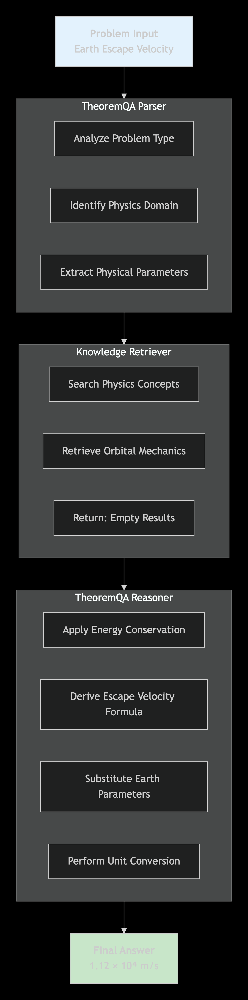 Problem Input
Earth Escape Velocity
TheoremQA Parser
Analyze Problem Type
Identify Physics Domain
Extract Physical Parameters
Knowledge Retriever
Search Physics Concepts
Retrieve Orbital Mechanics
Return: Empty Results
TheoremQA Reasoner
Apply Energy Conservation
Derive Escape Velocity
Formula
Substitute Earth
Parameters
Perform Unit Conversion
Final Answer
1.12 × 10⁴ m/s